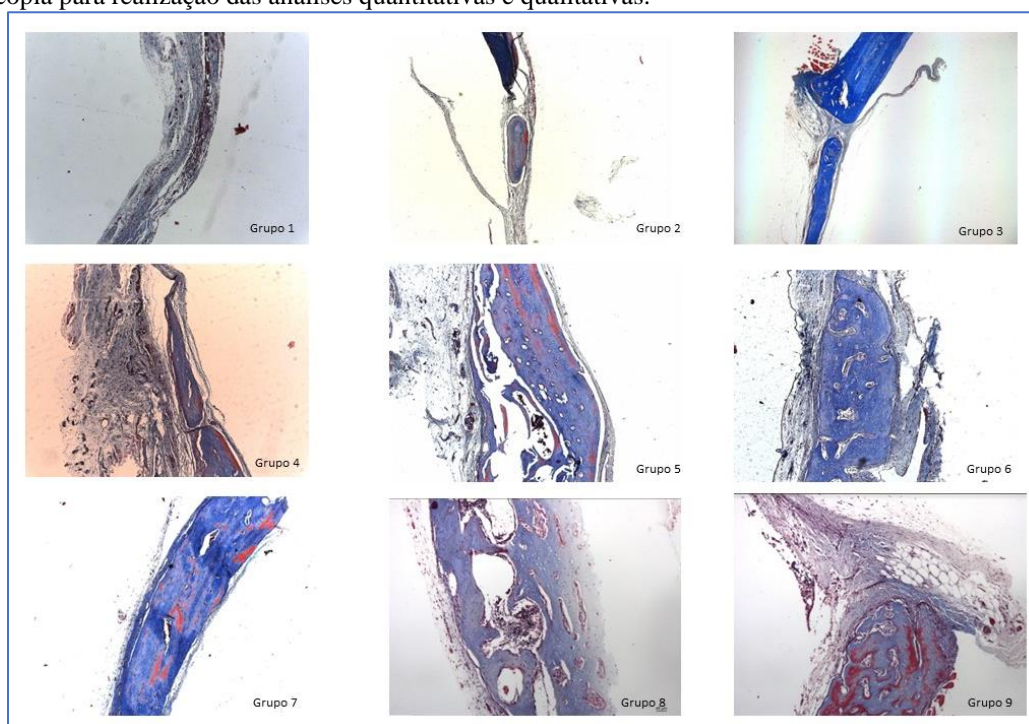 copia para realização das análises quantitativas e qualitativas.
Grupo 1
Grupo 2
Grupo 3
Grupo 4
Grupo 5
Grupo 6
Grupo 7
Grupo 8
Grupo 9